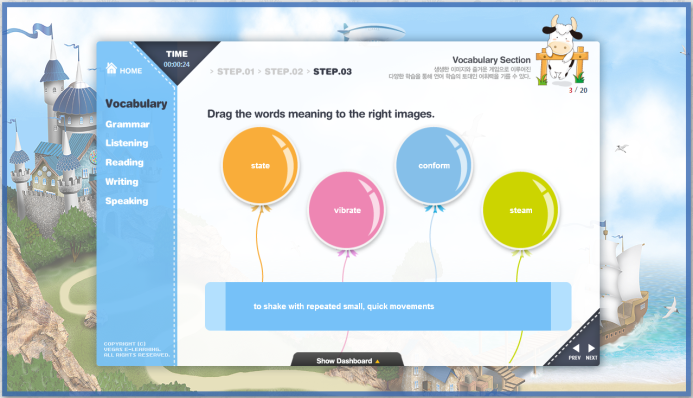 TIME
00:00:24
HOME
> STEP.01 > STEP.02 > STEP.03
Vocabulary Section
생생한 이미지와 즐거운 게임으로 이루어진
다양한 학습을 통해 언어 학습의 토대인 어휘력을 기를 수 있다.
3 / 20
Vocabulary
Grammar
Listening
Reading
Writing
Speaking
Drag the words meaning to the right images.
state
conform
vibrate
steam
to shake with repeated small, quick movements
COPYRIGHT (C)
VEGAS E-LEARNING.
ALL RIGHTS RESERVED.
Show Dashboard
PREV NEXT